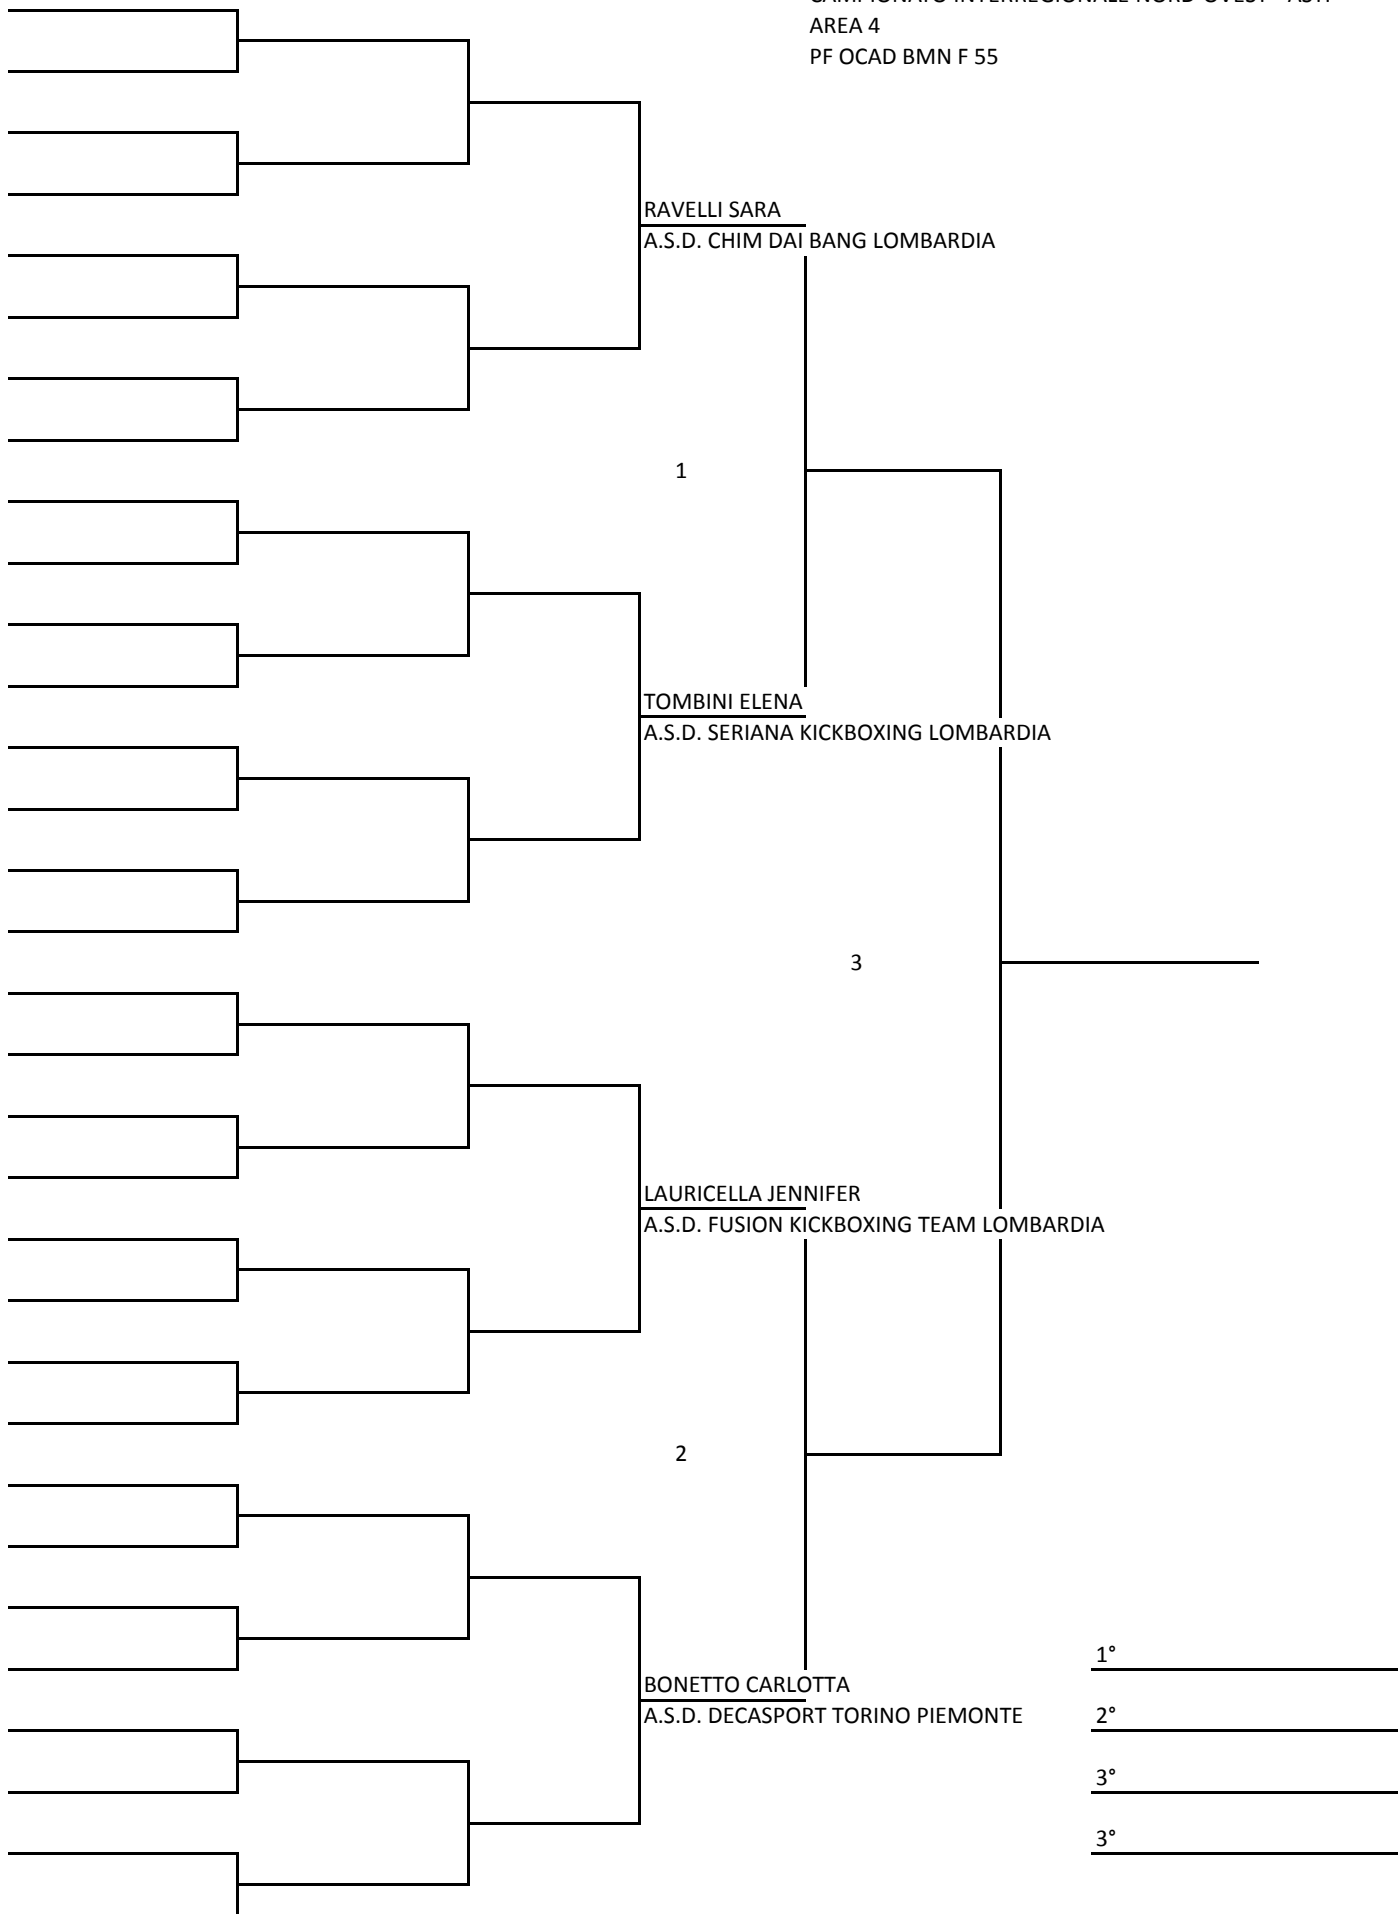 AREA 4
PF OCAD BMN F 55
RAVELLI SARA
A.S.D. CHIM DAI BANG LOMBARDIA
1
TOMBINI ELENA
A.S.D. SERIANA KICKBOXING LOMBARDIA
3
LAURICELLA JENNIFER
A.S.D. FUSION KICKBOXING TEAM LOMBARDIA
2
1°
BONETTO CARLOTTA
A.S.D. DECASPORT TORINO PIEMONTE
2°
3°
3°